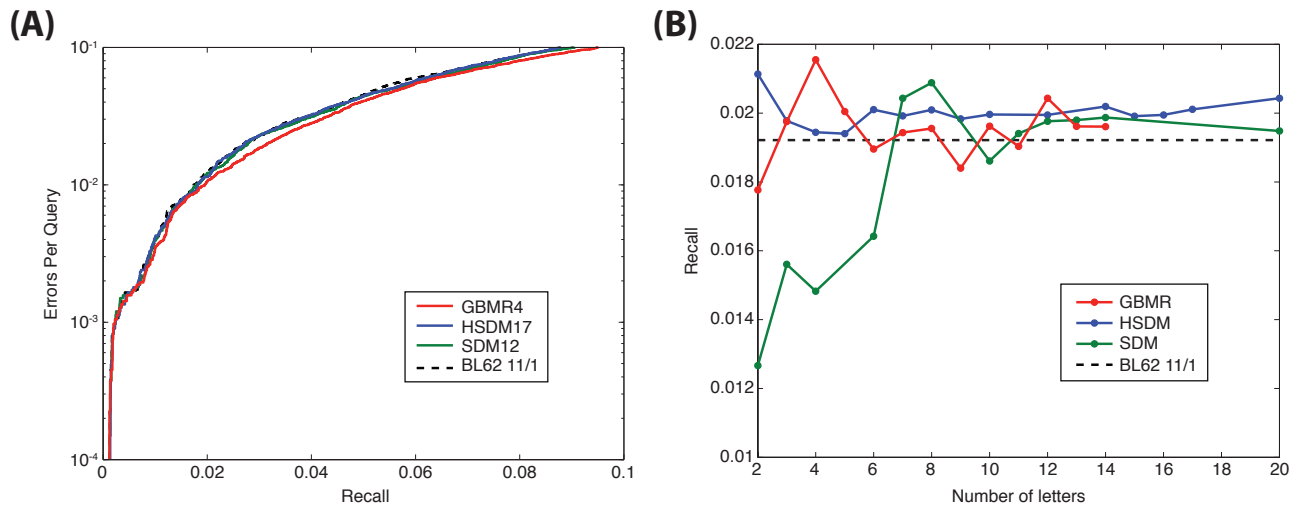 (A)
10⁻¹
10⁻²
10⁻³
10⁻⁴
Errors Per Query
0
0.02
0.04
0.06
0.08
0.1
Recall
GBMR4
HSDM17
SDM12
BL62 11/1
(B)
0.022
0.02
0.018
0.016
0.014
0.012
0.01
Recall
2
4
6
8
10
12
14
16
18
20
Number of letters
GBMR
HSDM
SDM
BL62 11/1